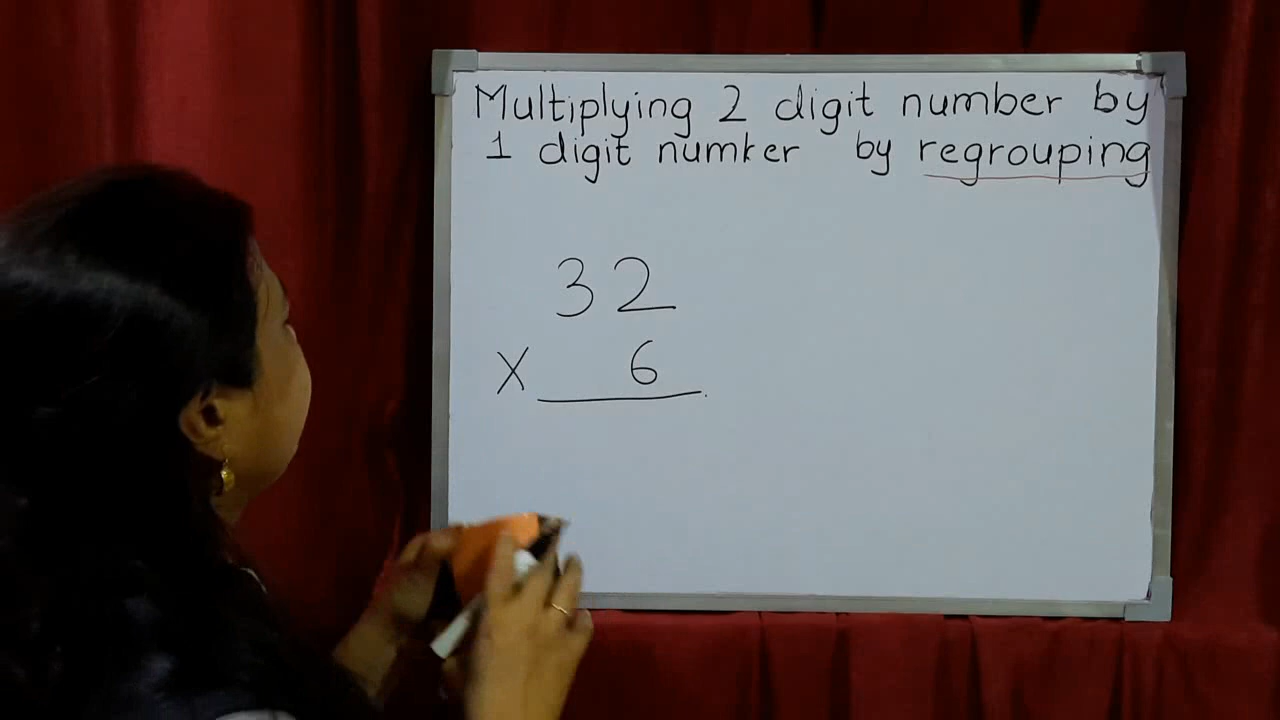 Multiplying 2 digit number by
1 digit number by regrouping
32
X 6